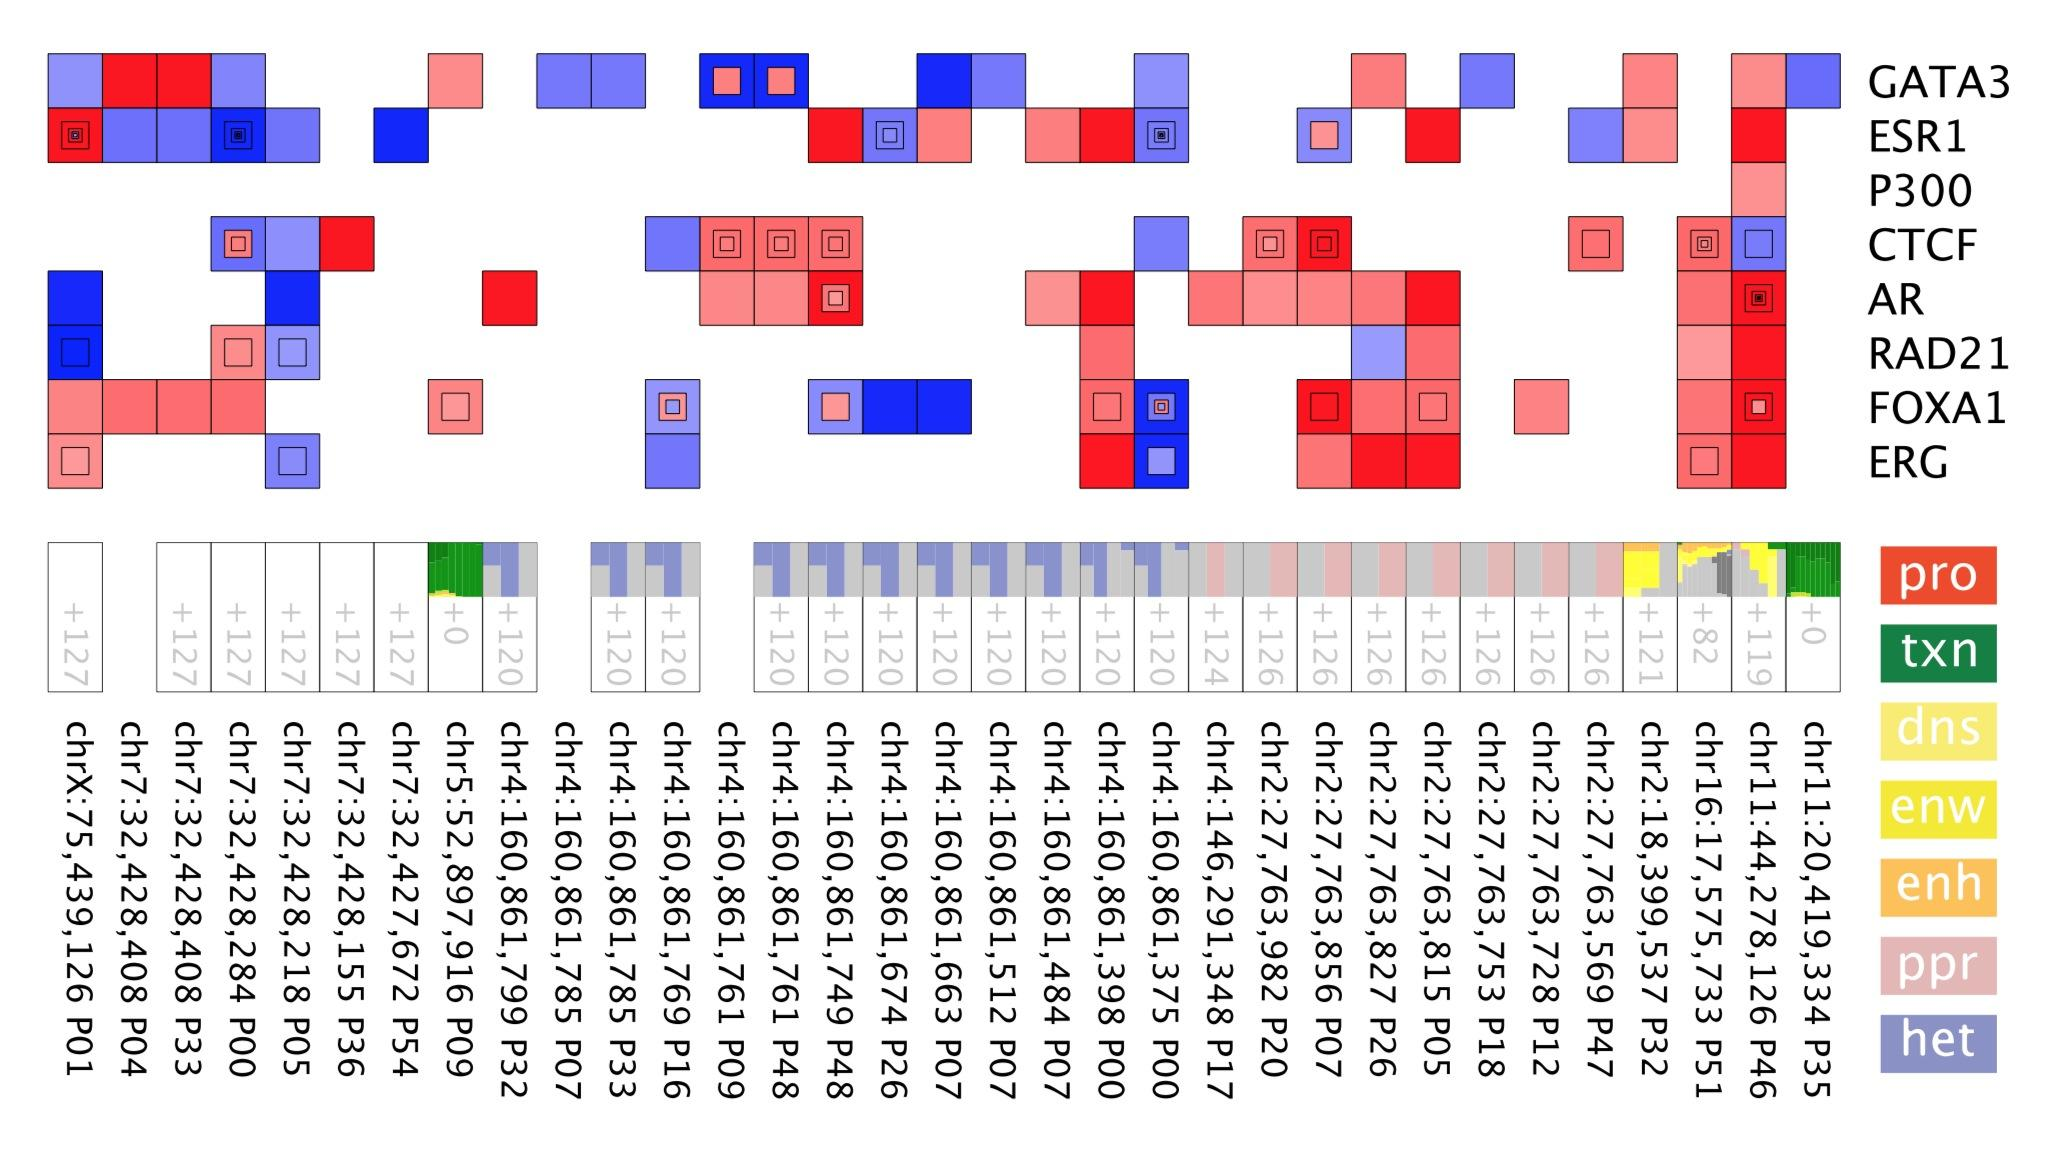 GATA3
ESR1
P300
CTCF
AR
RAD21
FOXA1
ERG
pro
txn
dns
enw
enh
ppr
het
+127
+127
+127
+127
+127
+127
+0
+120
+120
+120
+120
+120
+120
+120
+120
+120
+120
+120
+124
+126
+126
+126
+126
+126
+126
+126
+121
+82
+119
+0
chrX:75,439,126 P01
chr7:32,428,408 P04
chr7:32,428,408 P33
chr7:32,428,284 P00
chr7:32,428,218 P05
chr7:32,428,155 P36
chr7:32,427,672 P54
chr5:52,897,916 P09
chr4:160,861,799 P32
chr4:160,861,785 P07
chr4:160,861,785 P33
chr4:160,861,769 P16
chr4:160,861,761 P09
chr4:160,861,761 P48
chr4:160,861,749 P48
chr4:160,861,674 P26
chr4:160,861,663 P07
chr4:160,861,512 P07
chr4:160,861,484 P07
chr4:160,861,398 P00
chr4:160,861,375 P00
chr4:146,291,348 P17
chr2:27,763,982 P20
chr2:27,763,856 P07
chr2:27,763,827 P26
chr2:27,763,815 P05
chr2:27,763,753 P18
chr2:27,763,728 P12
chr2:27,763,569 P47
chr2:18,399,537 P32
chr16:17,575,733 P51
chr11:44,278,126 P46
chr11:20,419,334 P35